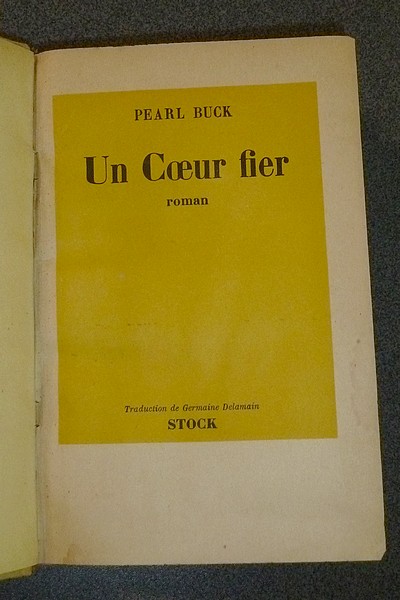 PEARL BUCK
Un Cœur fier
roman
Traduction de Germaine Delamain
STOCK